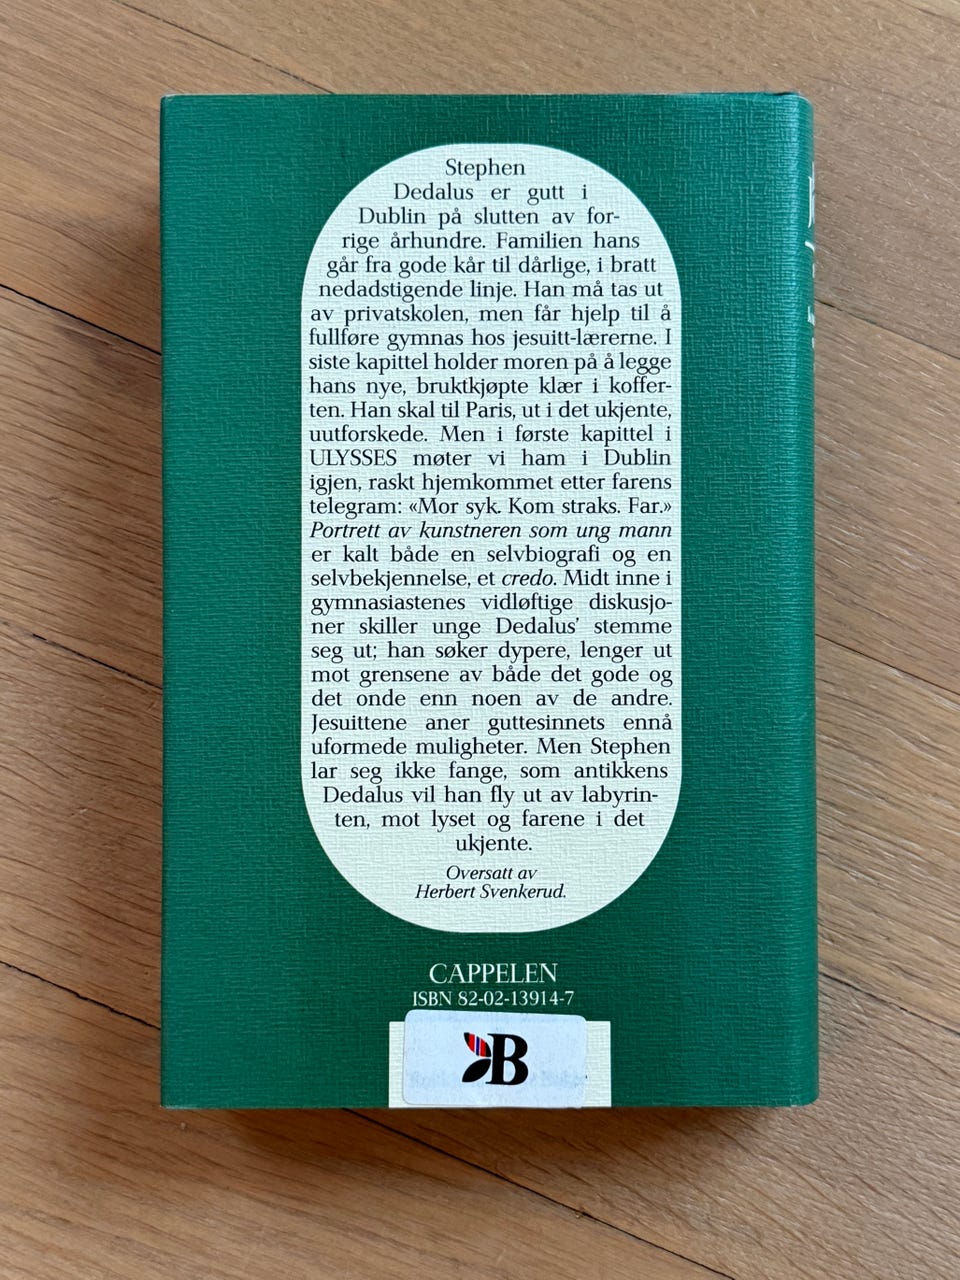 Stephen
Dedalus er gutt i
Dublin på slutten av for-
rige århundre. Familien hans
går fra gode kår til dårlige, i bratt
nedadstigende linje. Han må tas ut
av privatskolen, men får hjelp til å
fullføre gymnas hos jesuitt-lærerne. I
siste kapittel holder moren på å legge
hans nye, bruktkjøpte klær i koffer-
ten. Han skal til Paris, ut i det ukjente,
uutforskede. Men i første kapittel i
ULYSSES møter vi ham i Dublin
igjen, raskt hjemkommet etter farens
telegram: «Mor syk. Kom straks. Far.»
Portrett av kunstneren som ung mann
er kalt både en selvbiografi og en
selvbekjennelse, et credo. Midt inne i
gymnasiastenes vidløftige diskusjo-
ner skiller unge Dedalus’ stemme
seg ut; han søker dypere, lenger ut
mot grensene av både det gode og
det onde enn noen av de andre.
Jesuittene aner guttesinnets ennå
uformede muligheter. Men Stephen
lar seg ikke fange, som antikkens
Dedalus vil han fly ut av labyrin-
ten, mot lyset og farene i det
ukjente.
Oversatt av
Herbert Svenkerud.
CAPPELEN
ISBN 82-02-13914-7
B